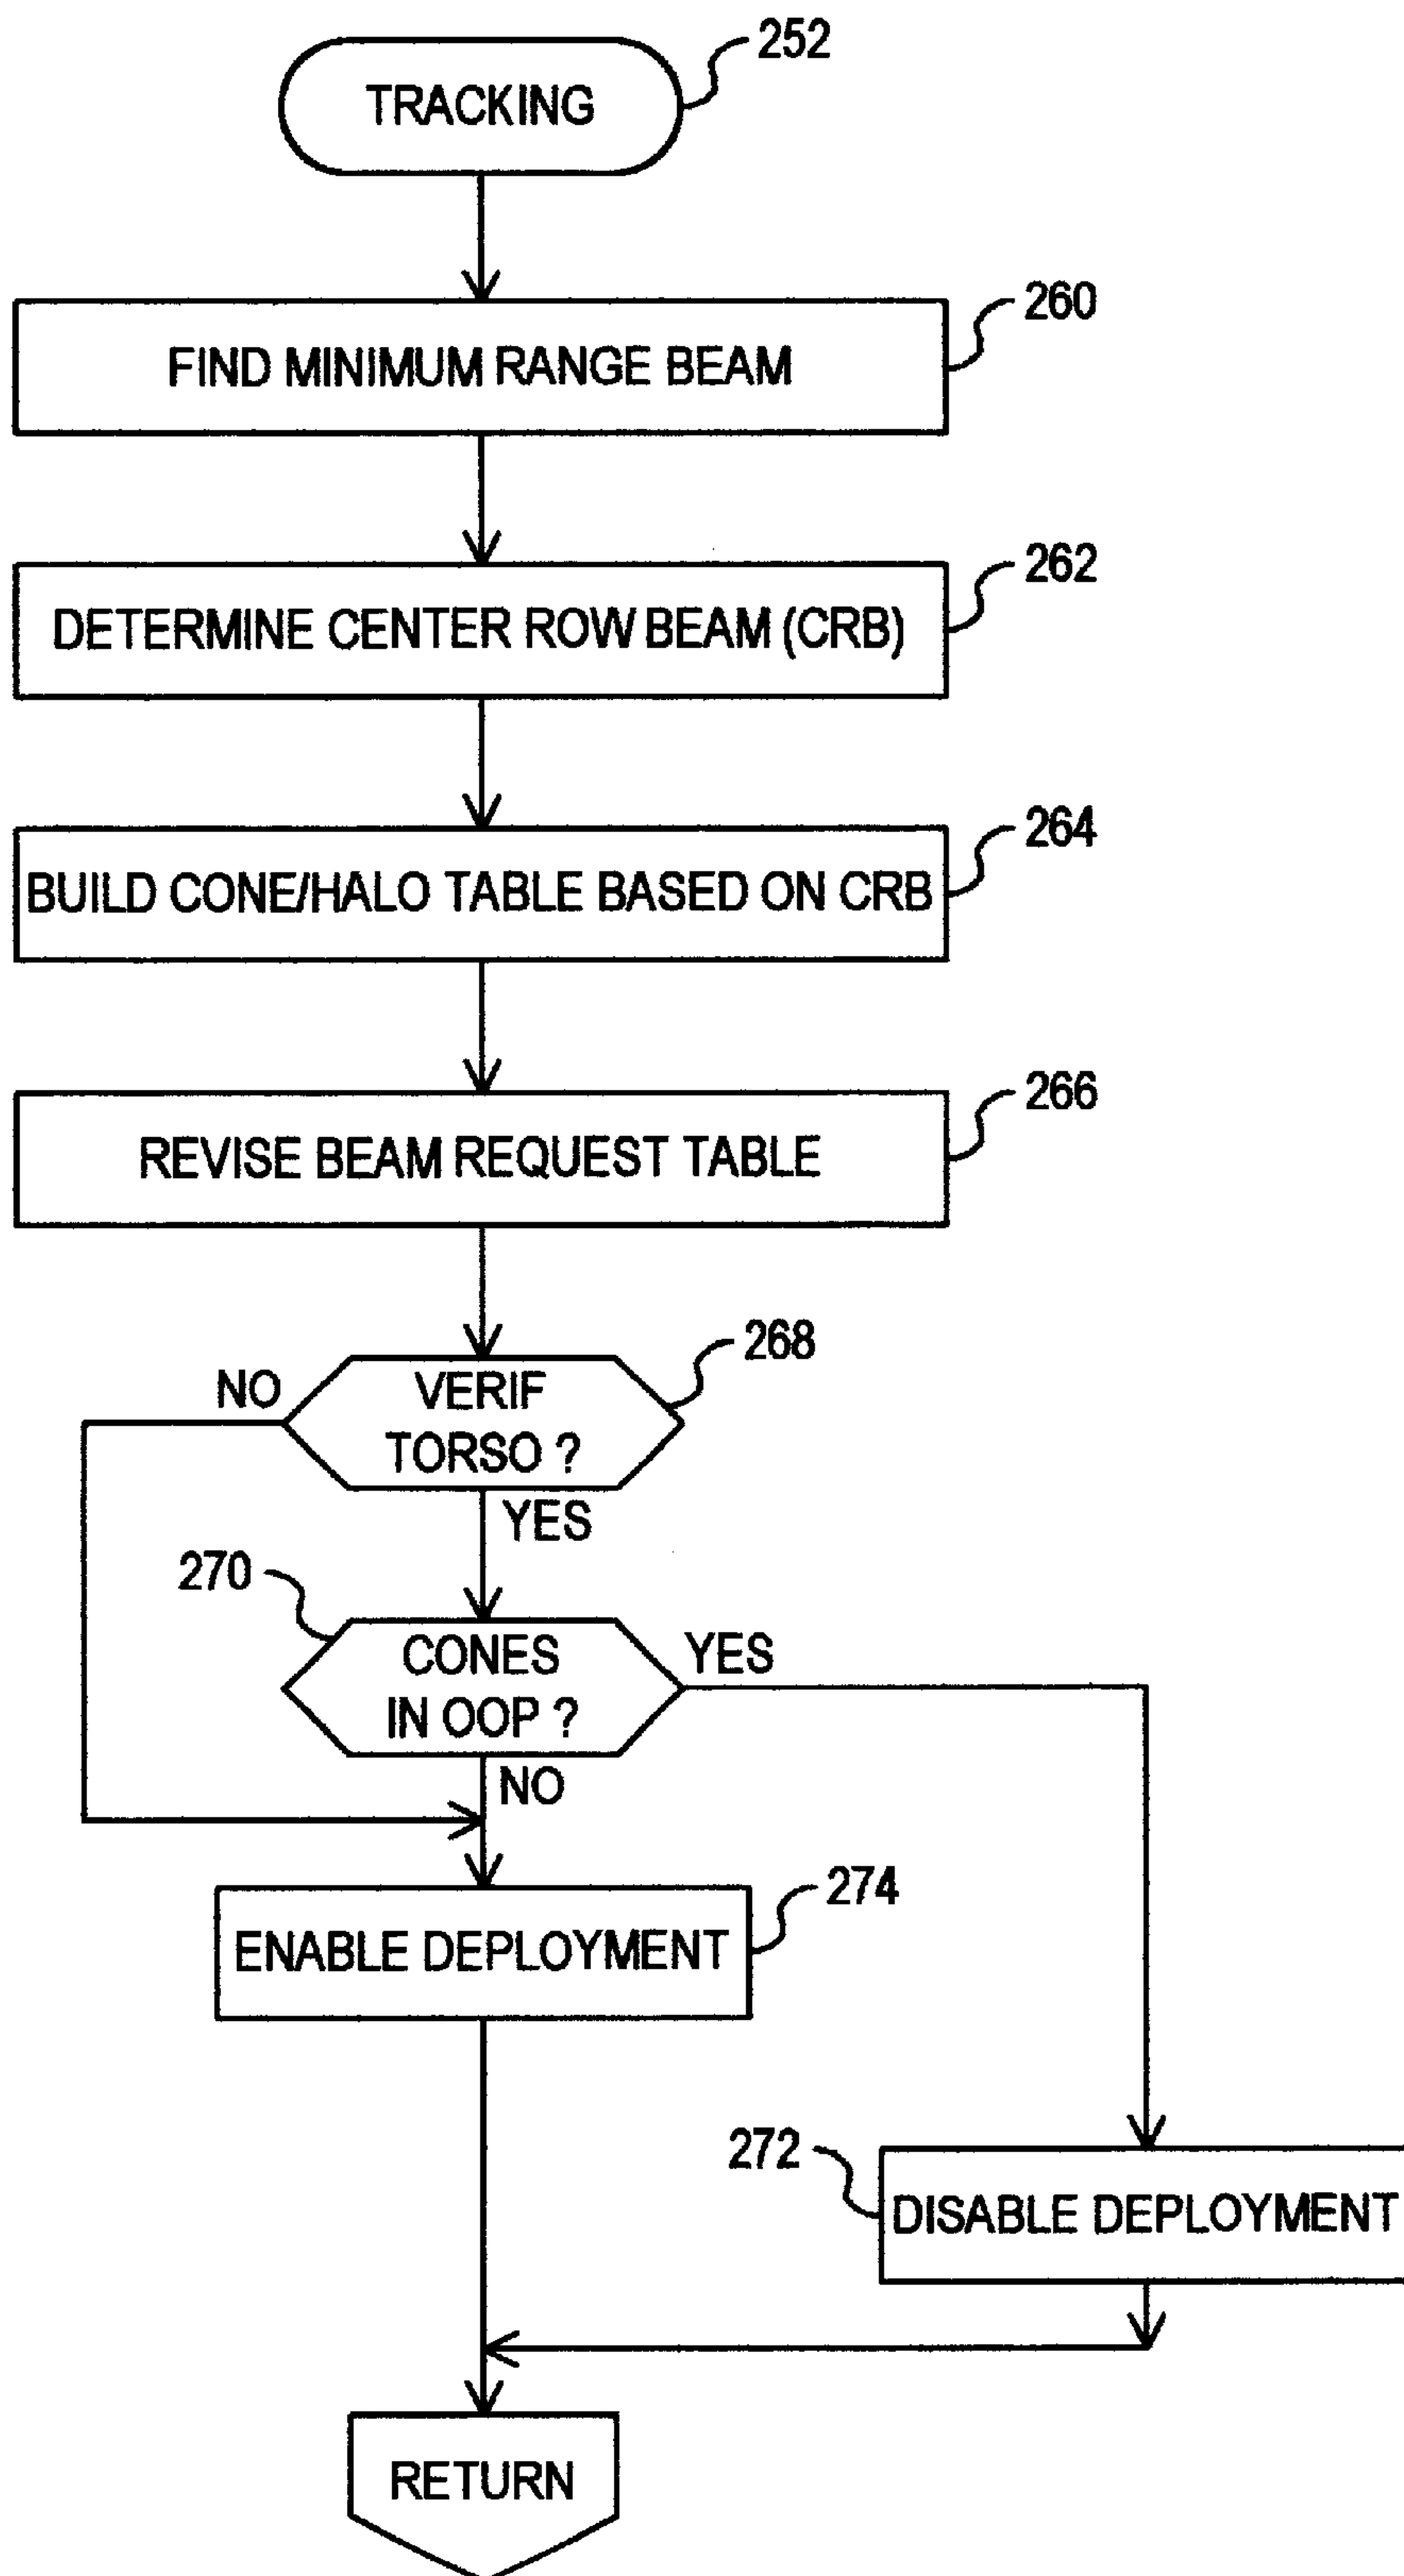 252
TRACKING
260
FIND MINIMUM RANGE BEAM
262
DETERMINE CENTER ROW BEAM (CRB)
264
BUILD CONE/HALO TABLE BASED ON CRB
266
REVISE BEAM REQUEST TABLE
268
NO
VERIF
TORSO ?
YES
270
CONES
IN OOP ?
YES
NO
274
ENABLE DEPLOYMENT
272
DISABLE DEPLOYMENT
RETURN